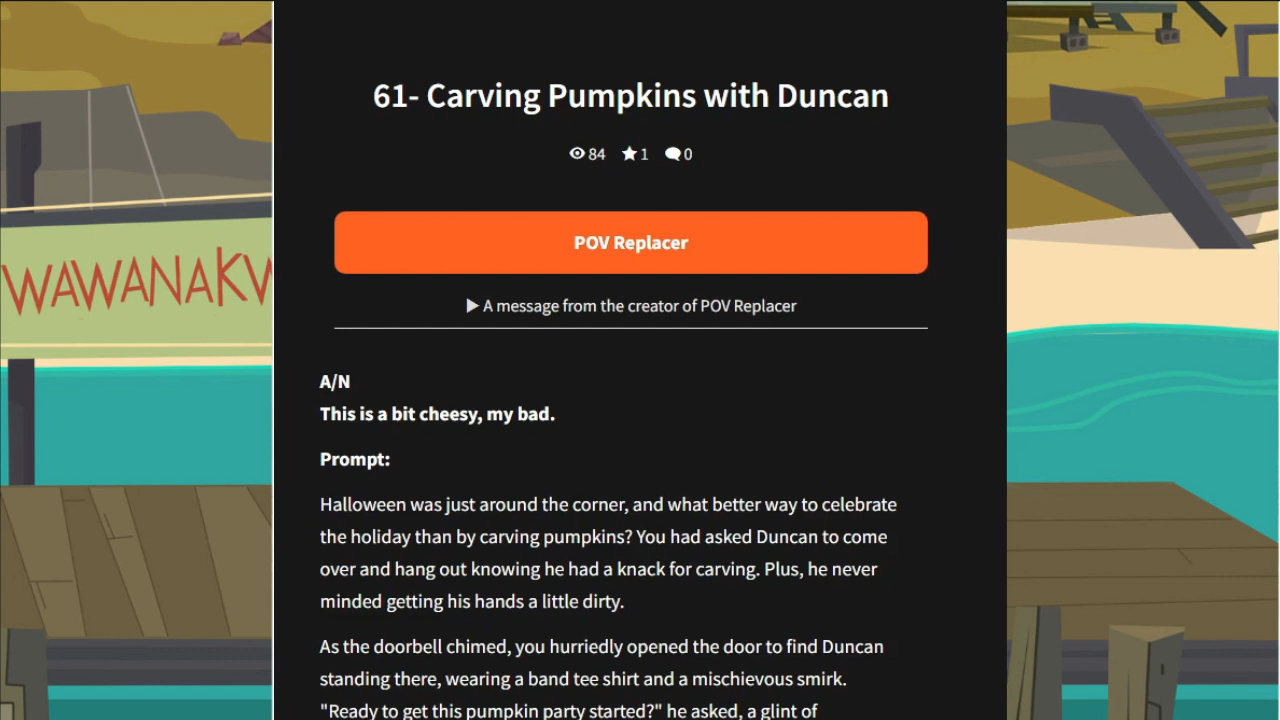 61- Carving Pumpkins with Duncan
84 1 0
POV Replacer
▶ A message from the creator of POV Replacer
WAWANAKW
A/N
This is a bit cheesy, my bad.
Prompt:
Halloween was just around the corner, and what better way to celebrate
the holiday than by carving pumpkins? You had asked Duncan to come
over and hang out knowing he had a knack for carving. Plus, he never
minded getting his hands a little dirty.
As the doorbell chimed, you hurriedly opened the door to find Duncan
standing there, wearing a band tee shirt and a mischievous smirk.
"Ready to get this pumpkin party started?" he asked, a glint of